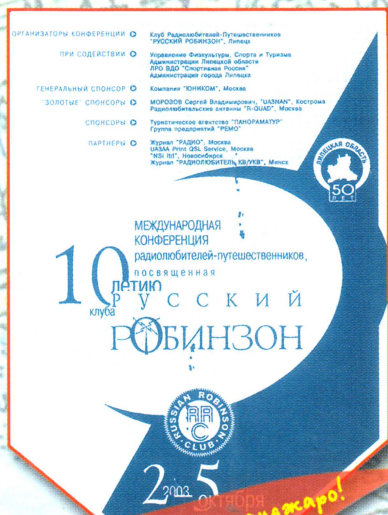 ОРГАНИЗАТОРЫ КОНФЕРЕНЦИИ
Клуб Радиолюбителей-Путешественников
"РУССКИЙ РОБИНЗОН", Липецк
ПРИ СОДЕЙСТВИИ
Управление Физкультуры, Спорта и Туризма
Администрации Липецкой области
ЛРО ВДО "Спортивная Россия"
Администрация города Липецка
ГЕНЕРАЛЬНЫЙ СПОНСОР
Компания "ЮНИКОМ", Москва
"ЗОЛОТЫЕ" СПОНСОРЫ
МОРОЗОВ Сергей Владимирович, "UA3NAN", Кострома
Радиолюбительские антенны "R-QUAD", Москва
СПОНСОРЫ
Туристическое агентство "ПАНОРАМАТУР"
Группа предприятий "РЕМО"
ПАРТНЕРЫ
Журнал "РАДИО", Москва
UA3AA Print QSL Service, Москва
"NSI ltd", Новосибирск
Журнал "РАДИОЛЮБИТЕЛЬ КВ/УКВ", Минск
ЛИПЕЦКАЯ ОБЛАСТЬ
50
ЛЕТ
МЕЖДУНАРОДНАЯ
КОНФЕРЕНЦИЯ
радиолюбителей-путешественников,
посвященная
10 ЛЕТИЮ
клуба
РУССКИЙ
РОБИНЗОН
RUSSIAN ROBINSON
RRC
CLUB
2 2003 5
октября